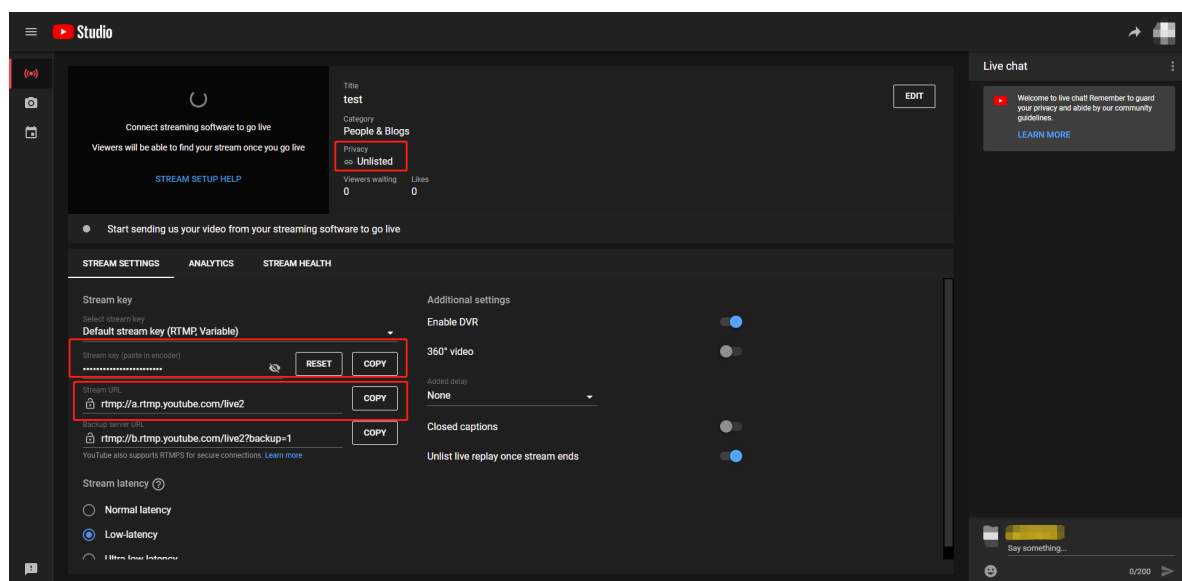 Studio
Connect streaming software to go live
Viewers will be able to find your stream once you go live
STREAM SETUP HELP
Title
test
Category
People & Blogs
Privacy
Unlisted
Viewers waiting Likes
0 0
EDIT
Start sending us your video from your streaming software to go live
STREAM SETTINGS ANALYTICS STREAM HEALTH
Stream key
Select stream key
Default stream key (RTMP, Variable)
Stream key (paste in encoder)
•••••••••••••••••••••••• RESET COPY
Stream URL
rtmp://a.rtmp.youtube.com/live2 COPY
Backup server URL
rtmp://b.rtmp.youtube.com/live2?backup=1 COPY
YouTube also supports RTMPS for secure connections. Learn more
Stream latency
Normal latency
Low-latency
Ultra low-latency
Additional settings
Enable DVR
360° video
Added delay
None
Closed captions
Unlist live replay once stream ends
Live chat
Welcome to live chat! Remember to guard
your privacy and abide by our community
guidelines.
LEARN MORE
Say something...
0/200